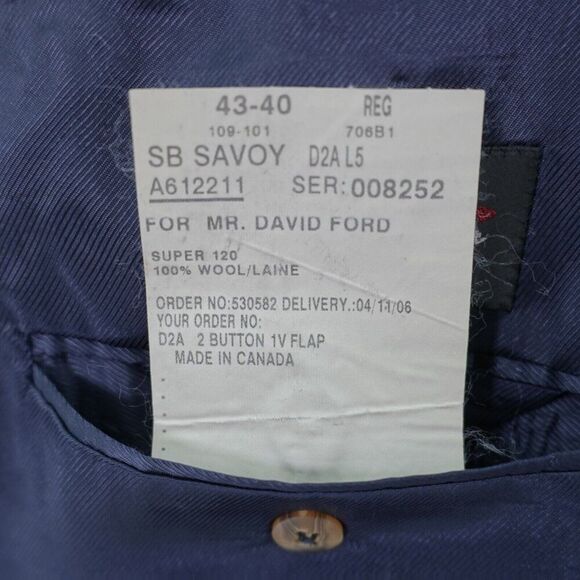 43-40 REG
109-101 706B1
SB SAVOY D2A L5
A612211 SER: 008252
FOR MR. DAVID FORD
SUPER 120'
100% WOOL/LAINE
ORDER NO:530582 DELIVERY.:04/11/06
YOUR ORDER NO:
D2A 2 BUTTON 1V FLAP
MADE IN CANADA